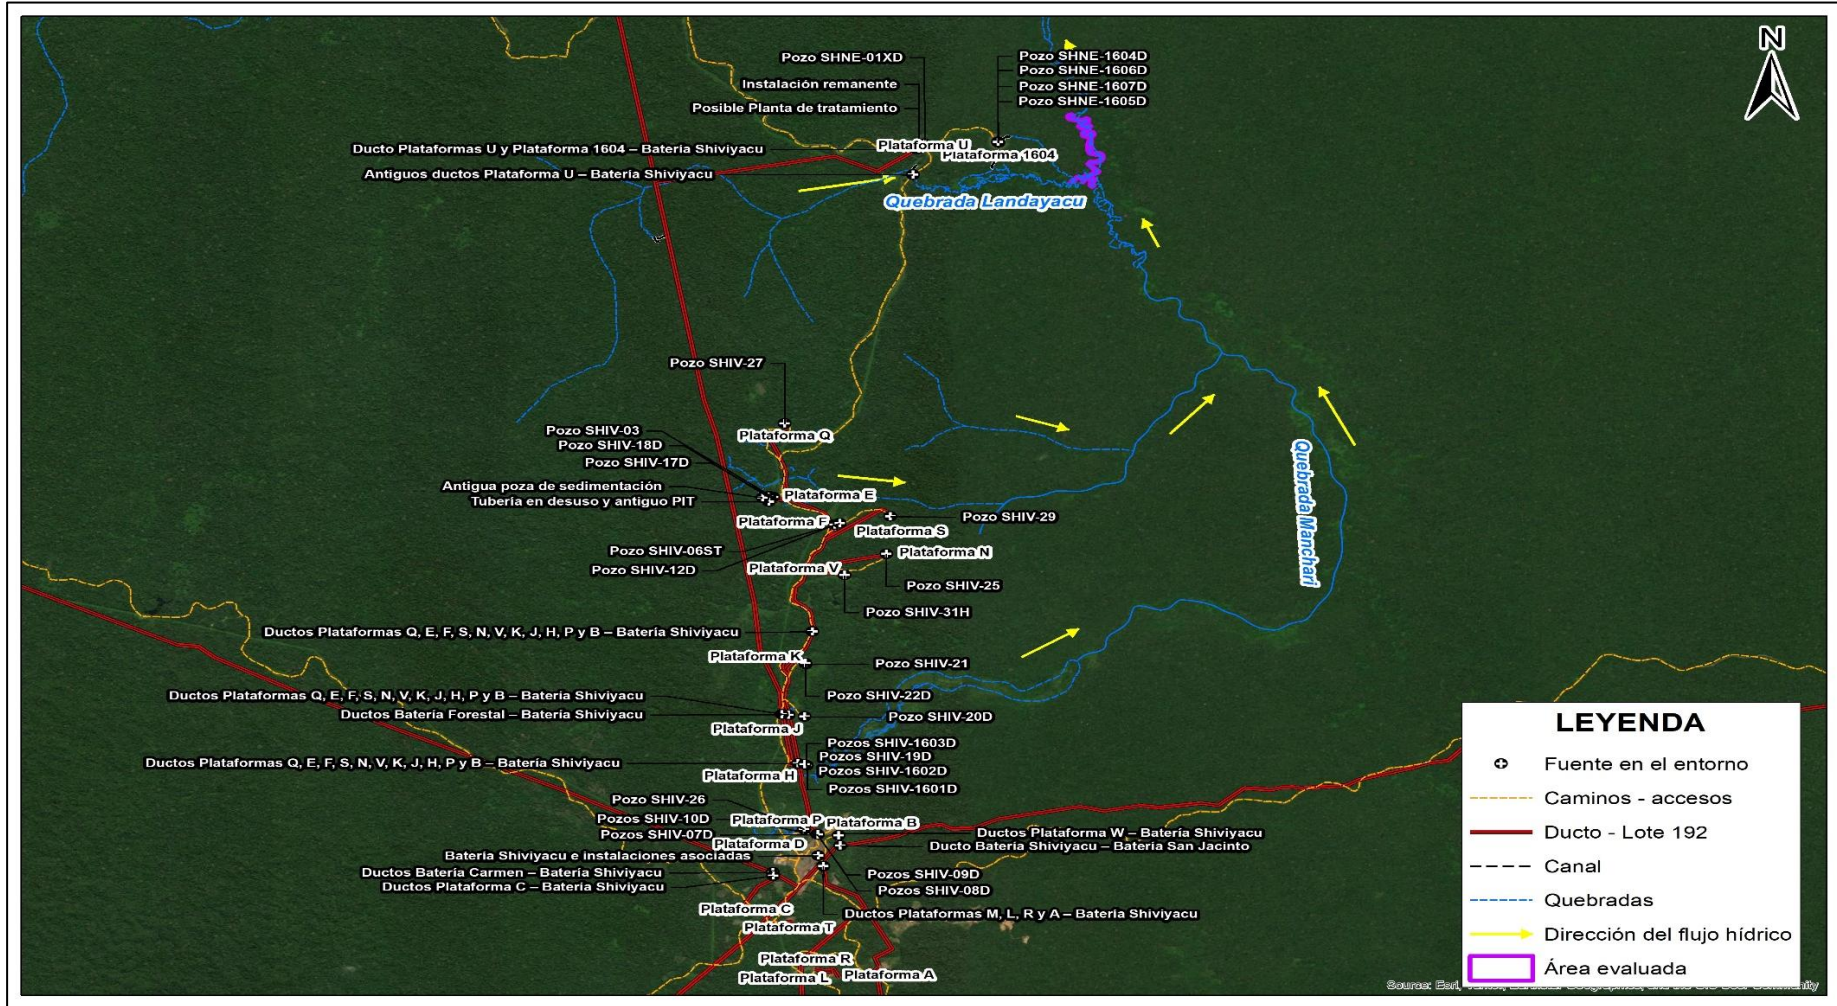 N
Pozo SHNE-01XD
Pozo SHNE-1604D
Pozo SHNE-1606D
Instalación remanente
Pozo SHNE-1607D
Posible Planta de tratamiento
Pozo SHNE-1605D
Plataforma U
Ducto Plataformas U y Plataforma 1604 – Batería Shiviyacu
Plataforma 1604
Antiguos ductos Plataforma U – Batería Shiviyacu
Quebrada Landayacu
Pozo SHIV-27
Pozo SHIV-03
Plataforma Q
Pozo SHIV-18D
Pozo SHIV-17D
Quebrada Manchari
Antigua poza de sedimentación
Plataforma E
Tubería en desuso y antiguo PIT
Plataforma F
Pozo SHIV-29
Plataforma S
Pozo SHIV-06ST
Plataforma N
Pozo SHIV-12D
Plataforma V
Pozo SHIV-25
Pozo SHIV-31H
Ductos Plataformas Q, E, F, S, N, V, K, J, H, P y B – Batería Shiviyacu
Plataforma K
Pozo SHIV-21
Ductos Plataformas Q, E, F, S, N, V, K, J, H, P y B – Batería Shiviyacu
Pozo SHIV-22D
Ductos Batería Forestal – Batería Shiviyacu
Pozo SHIV-20D
Plataforma J
Pozos SHIV-1603D
Pozos SHIV-19D
Ductos Plataformas Q, E, F, S, N, V, K, J, H, P y B – Batería Shiviyacu
Pozos SHIV-1602D
Plataforma H
Pozos SHIV-1601D
Pozo SHIV-26
Pozos SHIV-10D
Plataforma P
Plataforma B
Pozos SHIV-07D
Ductos Plataforma W – Batería Shiviyacu
Plataforma D
Ducto Batería Shiviyacu – Batería San Jacinto
Batería Shiviyacu e instalaciones asociadas
Ductos Batería Carmen – Batería Shiviyacu
Pozos SHIV-09D
Ductos Plataforma C – Batería Shiviyacu
Pozos SHIV-08D
Plataforma C
Ductos Plataformas M, L, R y A – Batería Shiviyacu
Plataforma T
Plataforma R
Plataforma L
Plataforma A
LEYENDA
Fuente en el entorno
Caminos - accesos
Ducto - Lote 192
Canal
Quebradas
Dirección del flujo hídrico
Área evaluada
Source: Esri,